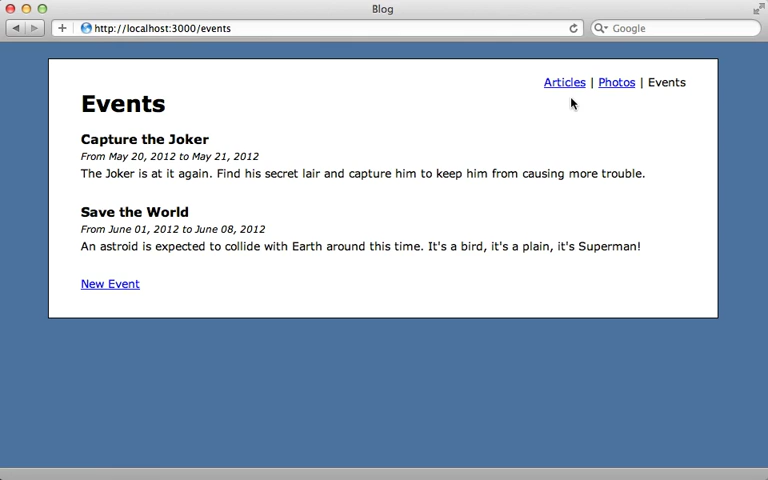 Blog
http://localhost:3000/events
Google
Articles | Photos | Events
Events
Capture the Joker
From May 20, 2012 to May 21, 2012
The Joker is at it again. Find his secret lair and capture him to keep him from causing more trouble.
Save the World
From June 01, 2012 to June 08, 2012
An astroid is expected to collide with Earth around this time. It's a bird, it's a plain, it's Superman!
New Event